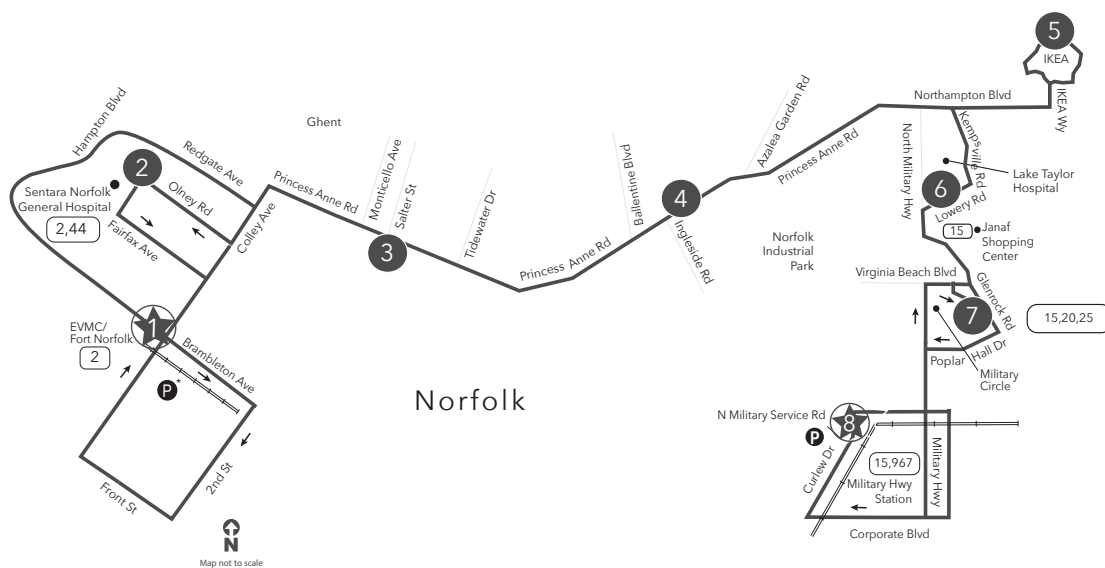 5
IKEA
IKEA Wy
Northampton Blvd
Hampton Blvd
Ghent
Redgate Ave
2
Olney Rd
Sentara Norfolk
General Hospital
2,44
Fairfax Ave
Colley Ave
Princess Anne Rd
Monticello Ave
Salter St
3
Tidewater Dr
Princess Anne Rd
Ballentine Blvd
4
Ingleside Rd
Azalea Garden Rd
Princess Anne Rd
Norfolk
Industrial
Park
North Military Hwy
Kempsville Rd
Lake Taylor
Hospital
6
Lowery Rd
15
Janaf
Shopping
Center
Virginia Beach Blvd
Glenrock Rd
7
15,20,25
Poplar Hall Dr
Military
Circle
1
EVMC/
Fort Norfolk
2
Brambleton Ave
P*
2nd St
Front St
Norfolk
N Military Service Rd
8
P
Curlew Dr
15,967
Military Hwy
Station
Military Hwy
Corporate Blvd
N
Map not to scale